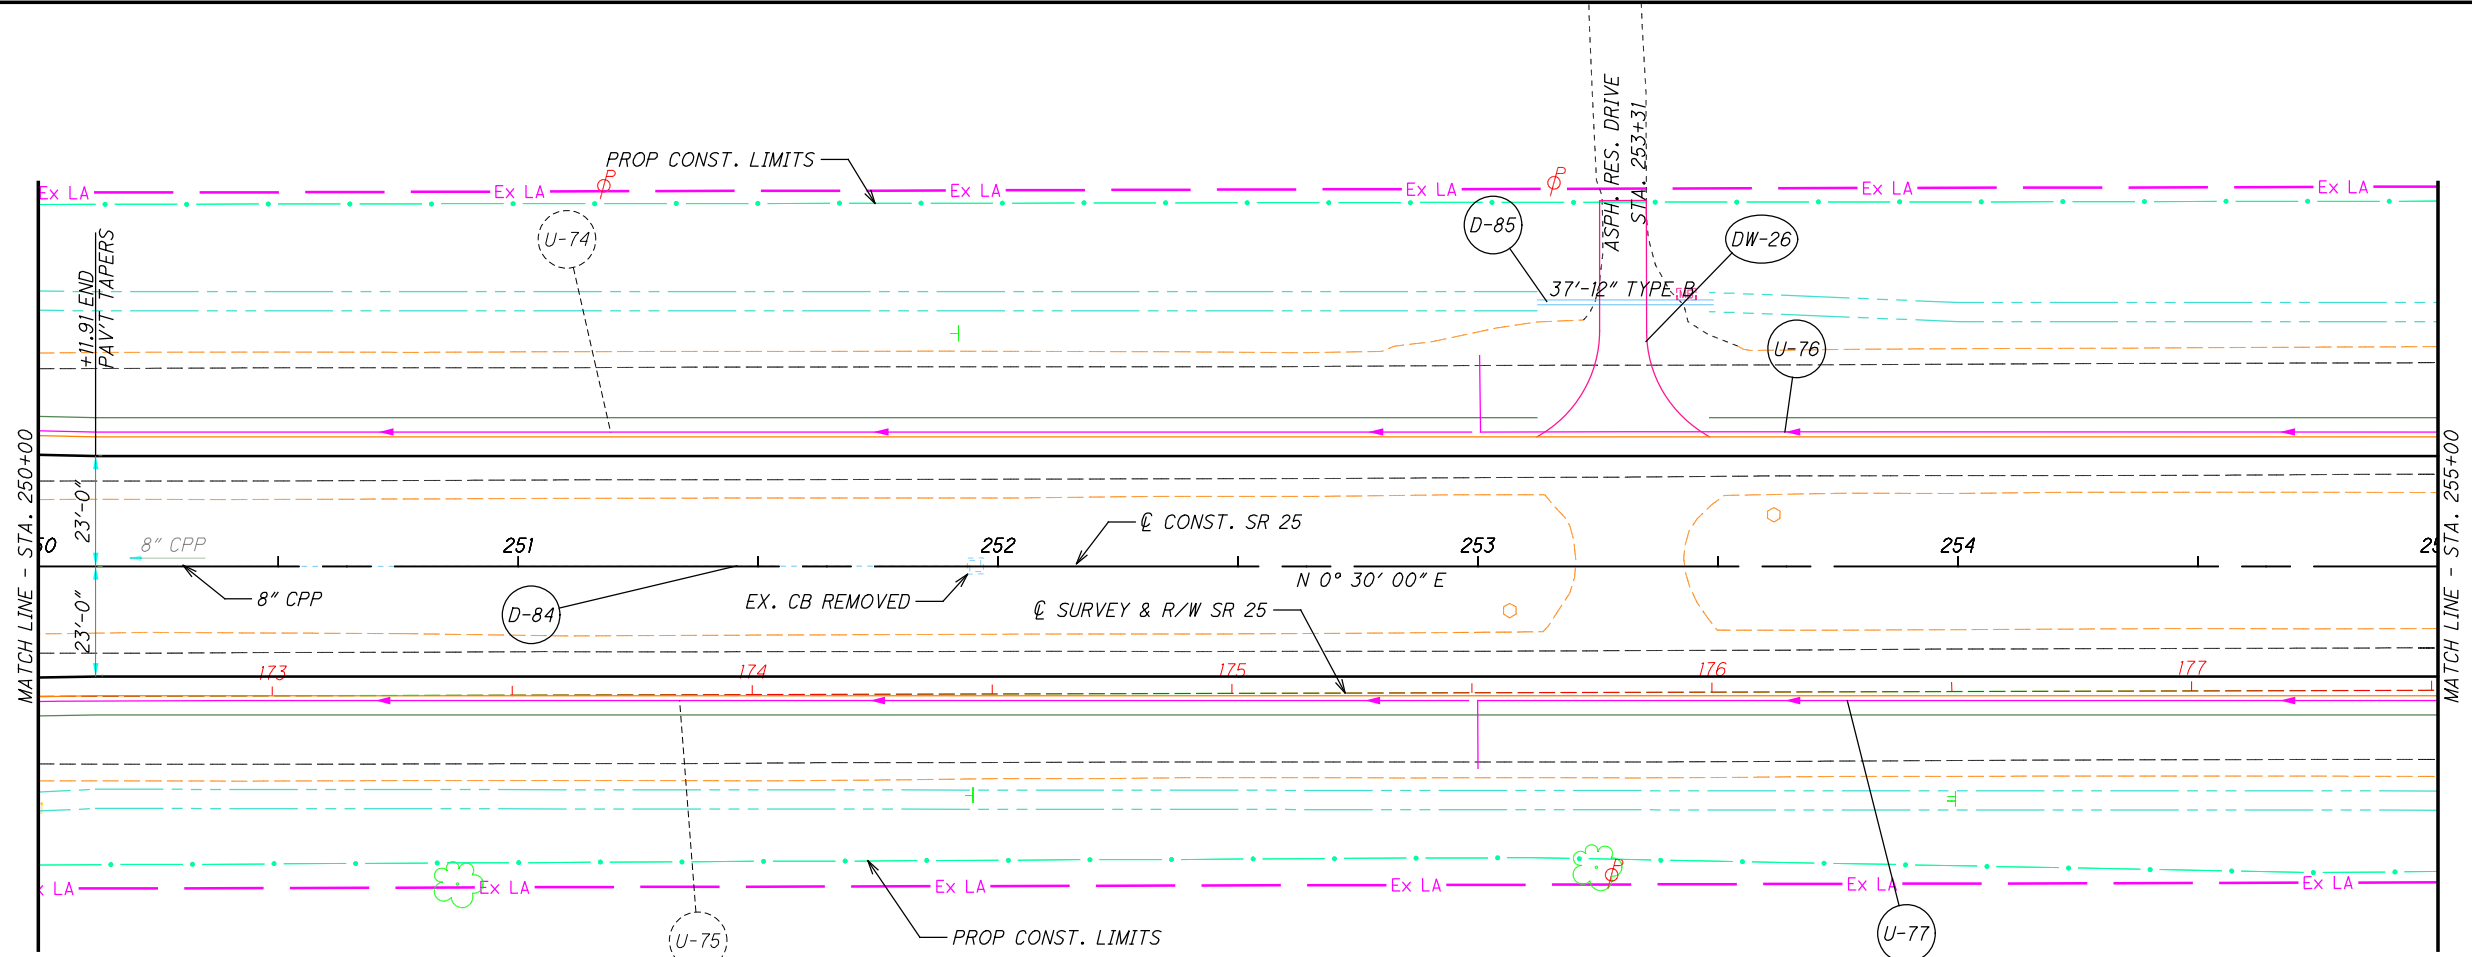 ASPH. RES. DRIVE
STA. 253+31
PROP CONST. LIMITS
Ex LA
Ex LA
Ex LA
Ex LA
Ex LA
Ex LA
P
P
U-74
D-85
DW-26
+11.91 END
PAV'T TAPERS
37'-12" TYPE B
U-76
MATCH LINE - STA. 250+00
MATCH LINE - STA. 255+00
23'-0"
℄ CONST. SR 25
50
8" CPP
251
252
253
254
25
N 0° 30' 00" E
8" CPP
D-84
EX. CB REMOVED
℄ SURVEY & R/W SR 25
23'-0"
173
174
175
176
177
x LA
Ex LA
Ex LA
Ex LA
Ex LA
Ex LA
P
U-75
PROP CONST. LIMITS
U-77